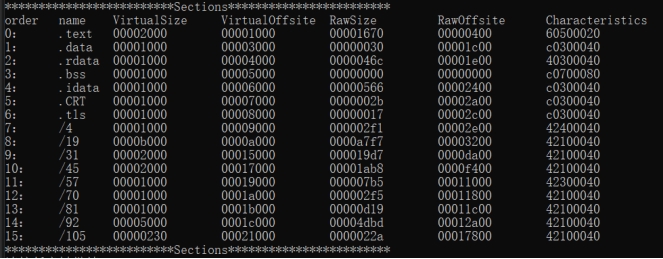 *************************Sections************************
order name VirtualSize VirtualOffsite RawSize RawOffsite Characteristics
0: .text 00002000 00001000 00001670 00000400 60500020
1: .data 00001000 00003000 00000030 00001c00 c0300040
2: .rdata 00001000 00004000 0000046c 00001e00 40300040
3: .bss 00001000 00005000 00000000 00000000 c0700080
4: .idata 00001000 00006000 00000566 00002400 c0300040
5: .CRT 00001000 00007000 0000002b 00002a00 c0300040
6: .tls 00001000 00008000 00000017 00002c00 c0300040
7: /4 00001000 00009000 000002f1 00002e00 42400040
8: /19 0000b000 0000a000 0000a7f7 00003200 42100040
9: /31 00002000 00015000 000019d7 0000da00 42100040
10: /45 00002000 00017000 00001ab8 0000f400 42100040
11: /57 00001000 00019000 000007b5 00011000 42300040
12: /70 00001000 0001a000 000002f5 00011800 42100040
13: /81 00001000 0001b000 00000d19 00011c00 42100040
14: /92 00005000 0001c000 00004dbd 00012a00 42100040
15: /105 00000230 00021000 0000022a 00017800 42100040
*************************Sections************************